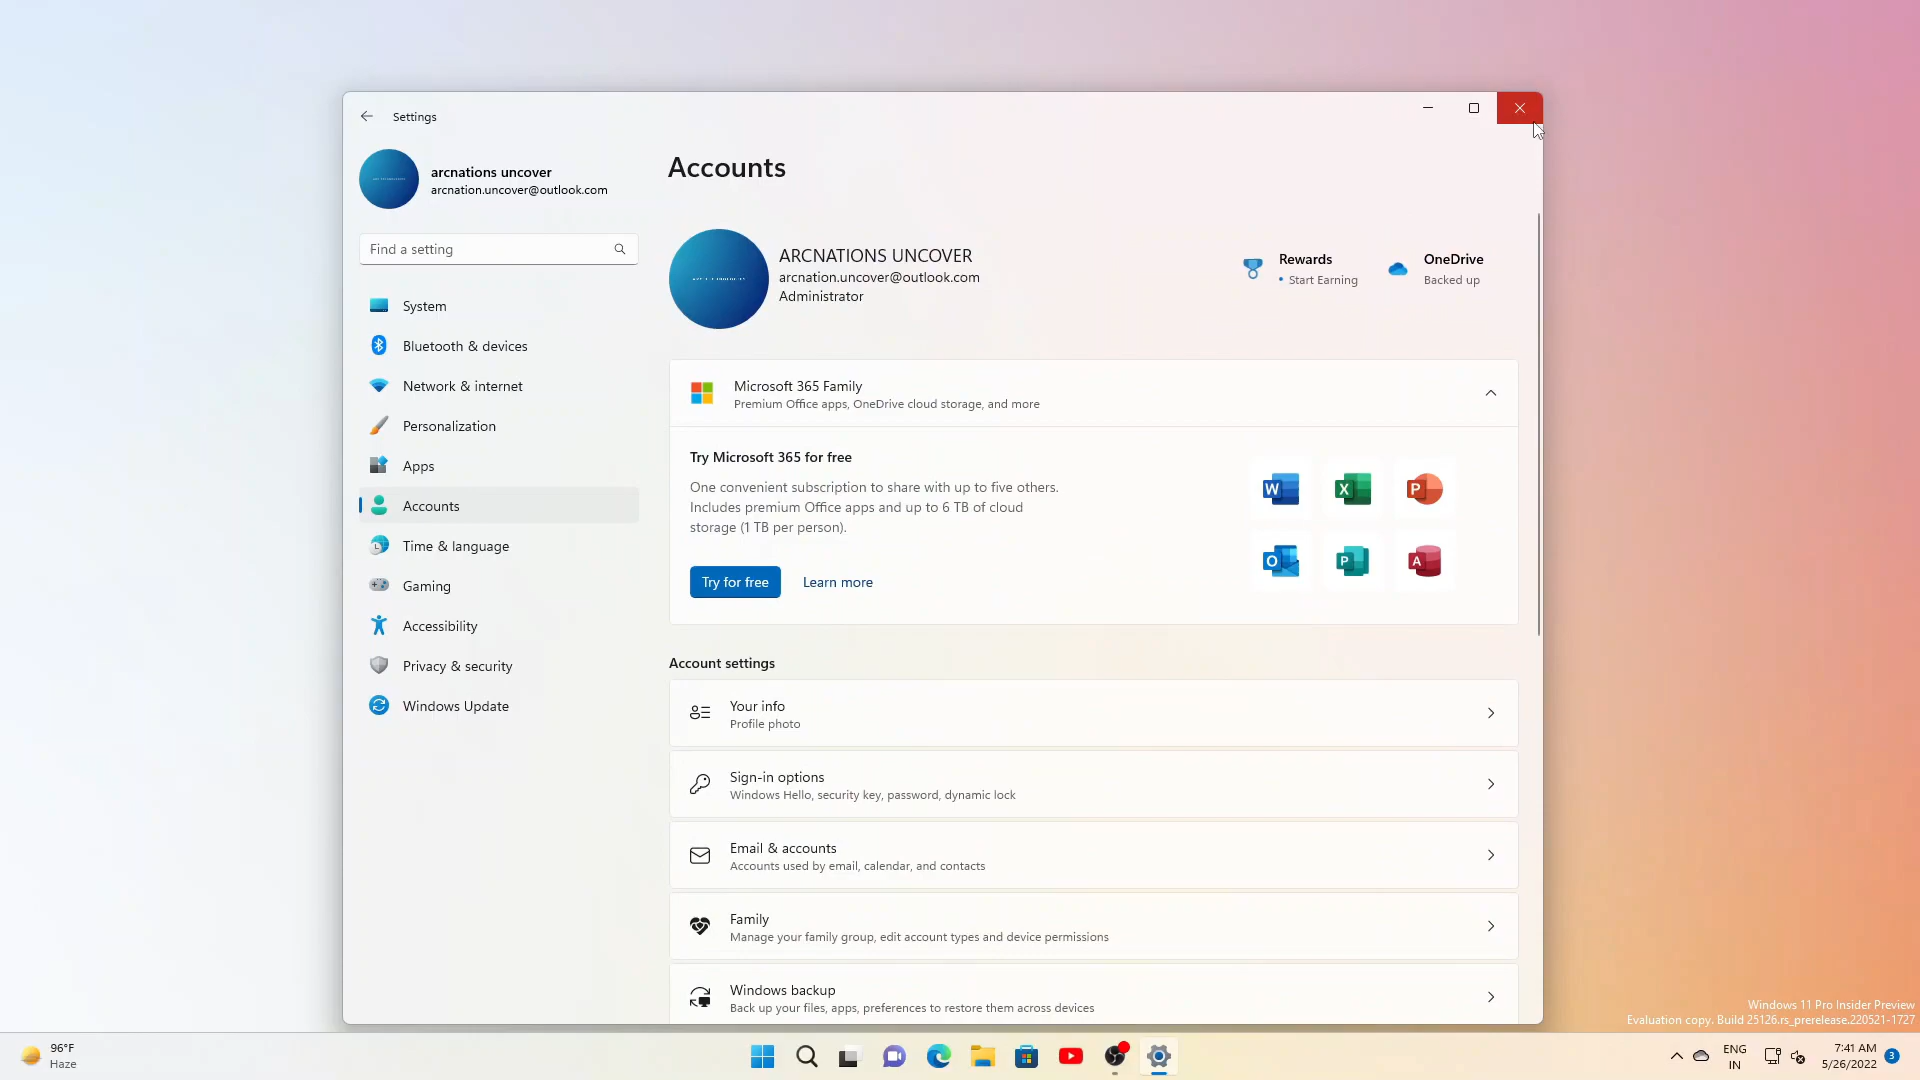 Settings
arcnations uncover
arcnation.uncover@outlook.com
Find a setting
System
Bluetooth & devices
Network & internet
Personalization
Apps
Accounts
Time & language
Gaming
Accessibility
Privacy & security
Windows Update
Accounts
ARCNATIONS UNCOVER
arcnation.uncover@outlook.com
Administrator
Rewards
• Start Earning
OneDrive
Backed up
Microsoft 365 Family
Premium Office apps, OneDrive cloud storage, and more
Try Microsoft 365 for free
One convenient subscription to share with up to five others.
Includes premium Office apps and up to 6 TB of cloud
storage (1 TB per person).
Try for free
Learn more
W
X
P
O
P
A
Account settings
Your info
Profile photo
Sign-in options
Windows Hello, security key, password, dynamic lock
Email & accounts
Accounts used by email, calendar, and contacts
Family
Manage your family group, edit account types and device permissions
Windows backup
Back up your files, apps, preferences to restore them across devices
Windows 11 Pro Insider Preview
Evaluation copy. Build 25126.rs_prerelease.220521-1727
96°F
Haze
ENG
IN
7:41 AM
5/26/2022
3